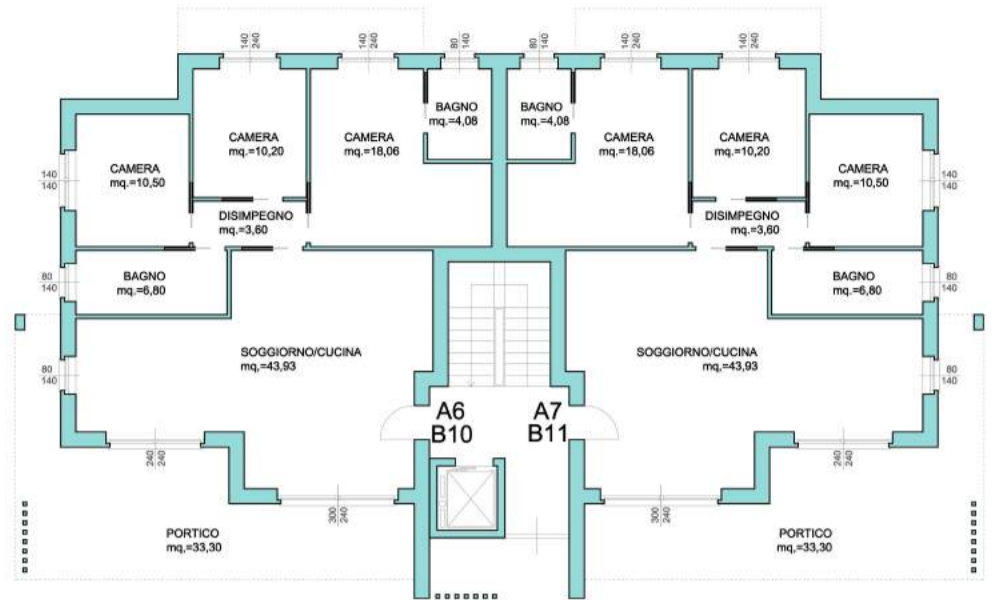 140
240
140
240
80
140
80
140
140
240
140
240
BAGNO
mq.=4,08
BAGNO
mq.=4,08
CAMERA
mq.=10,20
CAMERA
mq.=18,06
CAMERA
mq.=18,06
CAMERA
mq.=10,20
CAMERA
mq.=10,50
CAMERA
mq.=10,50
140
140
140
140
DISIMPEGNO
mq.=3,60
DISIMPEGNO
mq.=3,60
BAGNO
mq.=6,80
BAGNO
mq.=6,80
80
140
80
140
SOGGIORNO/CUCINA
mq,=43,93
SOGGIORNO/CUCINA
mq,=43,93
80
140
80
140
A6
B10
A7
B11
240
240
240
240
300
240
300
240
PORTICO
mq,=33,30
PORTICO
mq,=33,30